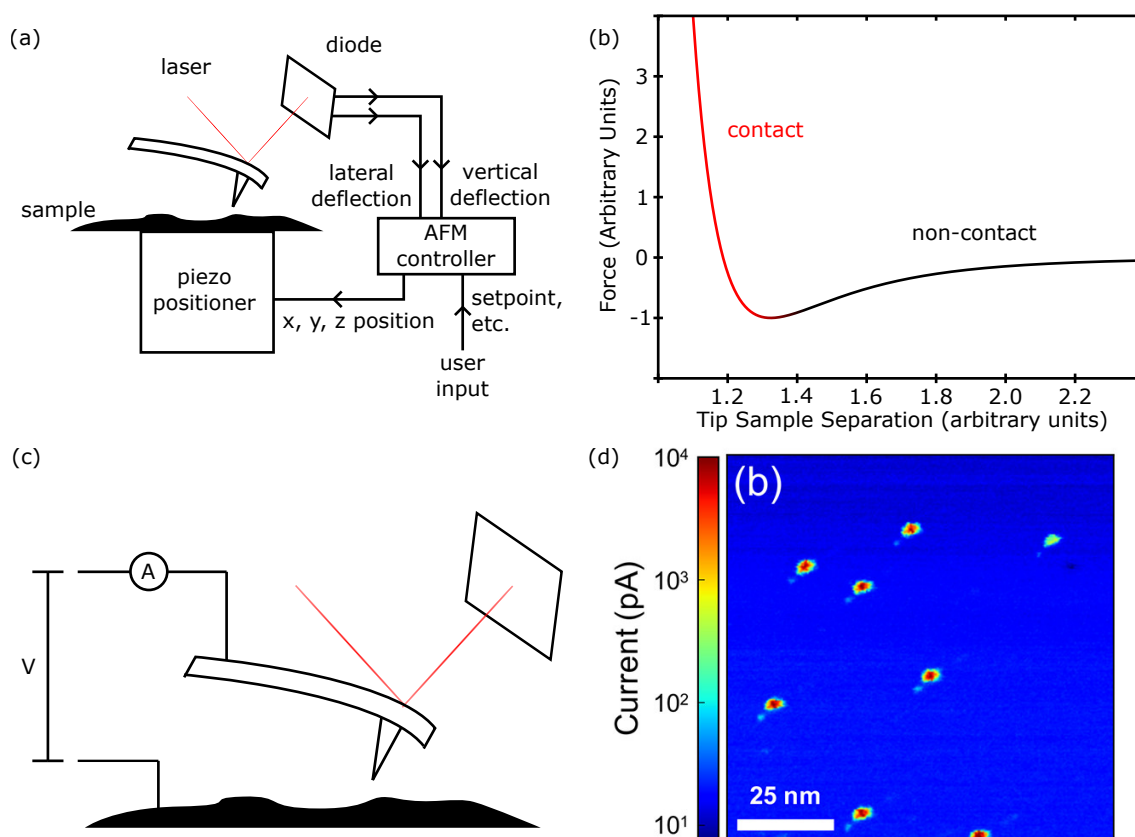 (a)
diode
laser
lateral
deflection
vertical
deflection
sample
AFM
controller
piezo
positioner
x, y, z position
setpoint,
etc.
user
input
(b)
3
2
1
0
-1
Force (Arbitrary Units)
contact
non-contact
1.2
1.4
1.6
1.8
2.0
2.2
Tip Sample Separation (arbitrary units)
(c)
A
V
(d)
10⁴
10³
10²
10¹
Current (pA)
(b)
25 nm